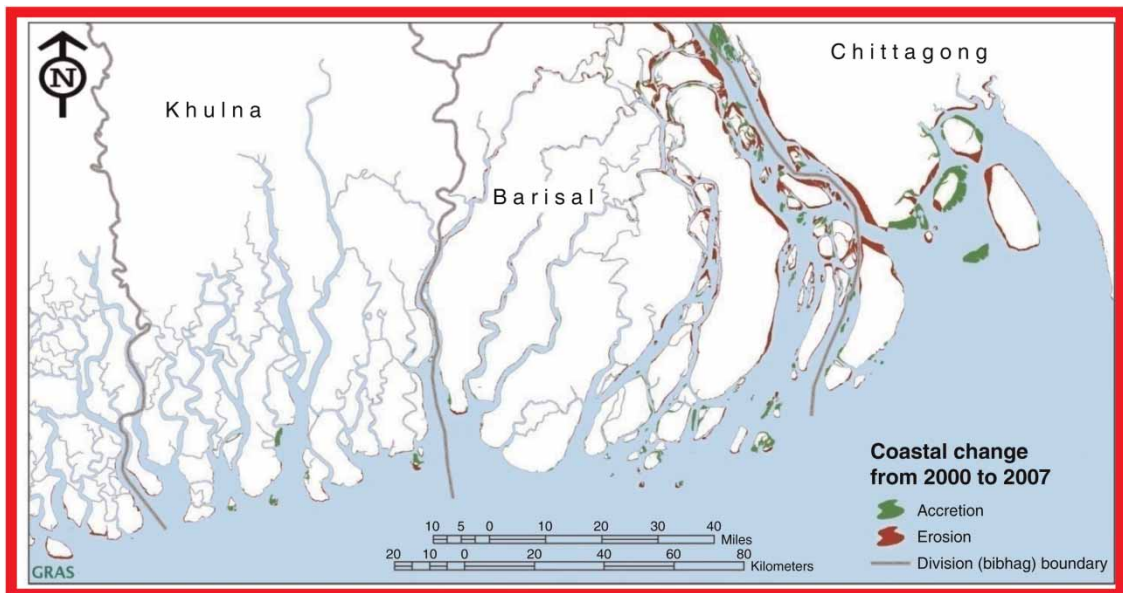 N
Chittagong
Khulna
Barisal
Coastal change
from 2000 to 2007
Accretion
Erosion
Division (bibhag) boundary
10 5 0 10 20 30 40
Miles
20 10 0 20 40 60 80
Kilometers
GRAS